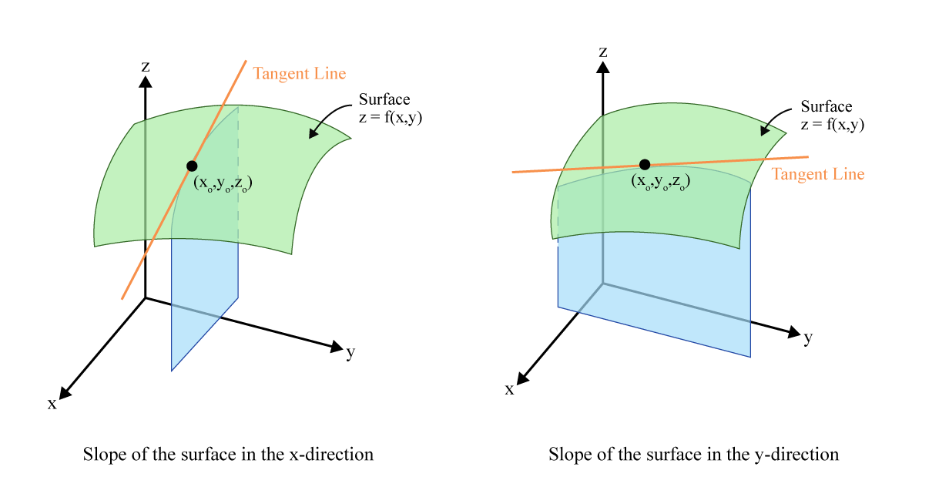 z
Tangent Line
Surface
z = f(x,y)
(xₒ,yₒ,zₒ)
y
x
Slope of the surface in the x-direction
z
Surface
z = f(x,y)
Tangent Line
(xₒ,yₒ,zₒ)
y
x
Slope of the surface in the y-direction